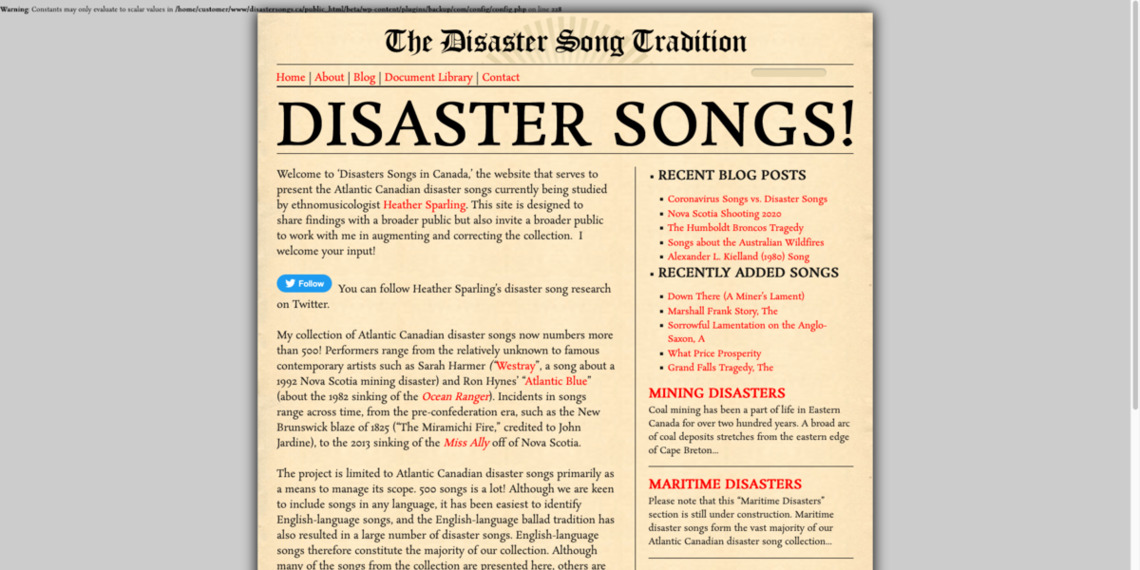 Warning: Constants may only evaluate to scalar values in /home/customer/www/disastersongs.ca/public_html/beta/wp-content/plugins/backup/com/config/config.php on line 228
The Disaster Song Tradition
Home | About | Blog | Document Library | Contact
DISASTER SONGS!
Welcome to 'Disasters Songs in Canada,' the website that serves to
present the Atlantic Canadian disaster songs currently being studied
by ethnomusicologist Heather Sparling. This site is designed to
share findings with a broader public but also invite a broader public
to work with me in augmenting and correcting the collection.  I
welcome your input!
Follow You can follow Heather Sparling's disaster song research
on Twitter.
My collection of Atlantic Canadian disaster songs now numbers more
than 500! Performers range from the relatively unknown to famous
contemporary artists such as Sarah Harmer ("Westray", a song about a
1992 Nova Scotia mining disaster) and Ron Hynes' "Atlantic Blue"
(about the 1982 sinking of the Ocean Ranger). Incidents in songs
range across time, from the pre-confederation era, such as the New
Brunswick blaze of 1825 ("The Miramichi Fire," credited to John
Jardine), to the 2013 sinking of the Miss Ally off of Nova Scotia.
The project is limited to Atlantic Canadian disaster songs primarily as
a means to manage its scope. 500 songs is a lot! Although we are keen
to include songs in any language, it has been easiest to identify
English-language songs, and the English-language ballad tradition has
also resulted in a large number of disaster songs. English-language
songs therefore constitute the majority of our collection. Although
many of the songs from the collection are presented here, others are
• RECENT BLOG POSTS
▪ Coronavirus Songs vs. Disaster Songs
▪ Nova Scotia Shooting 2020
▪ The Humboldt Broncos Tragedy
▪ Songs about the Australian Wildfires
▪ Alexander L. Kielland (1980) Song
• RECENTLY ADDED SONGS
▪ Down There (A Miner's Lament)
▪ Marshall Frank Story, The
▪ Sorrowful Lamentation on the Anglo-
Saxon, A
▪ What Price Prosperity
▪ Grand Falls Tragedy, The
MINING DISASTERS
Coal mining has been a part of life in Eastern
Canada for over two hundred years. A broad arc
of coal deposits stretches from the eastern edge
of Cape Breton...
MARITIME DISASTERS
Please note that this "Maritime Disasters"
section is still under construction. Maritime
disaster songs form the vast majority of our
Atlantic Canadian disaster song collection...